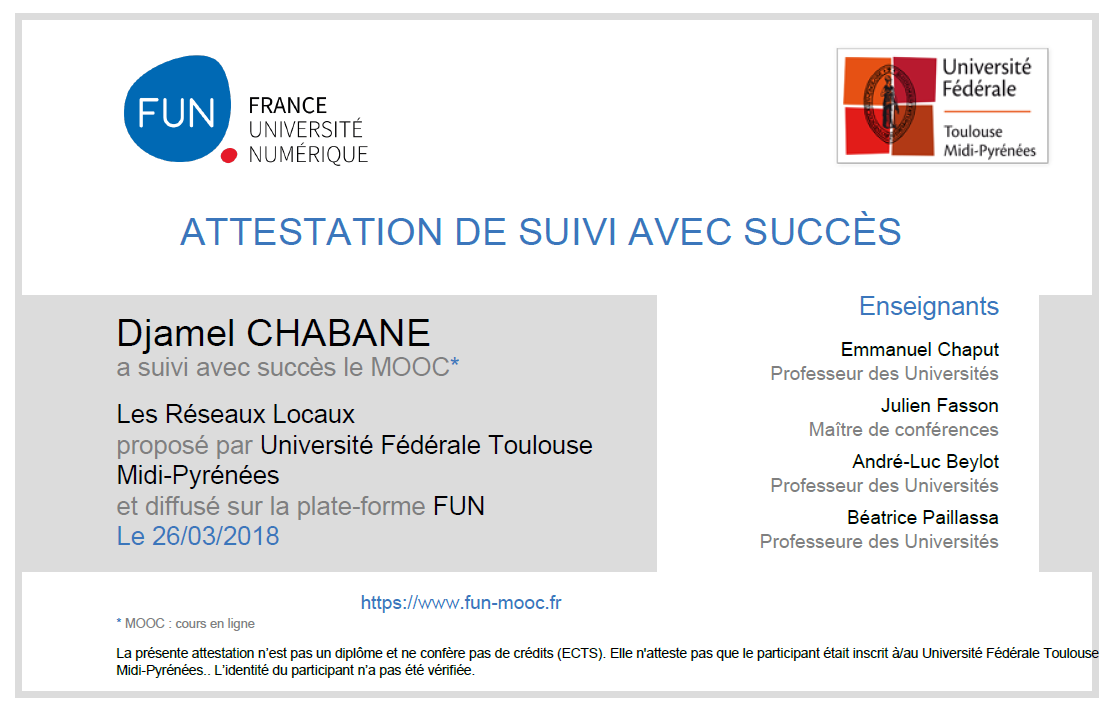 FUN
FRANCE
UNIVERSITÉ
NUMÉRIQUE
Université
Fédérale
Toulouse
Midi-Pyrénées
ATTESTATION DE SUIVI AVEC SUCCÈS
Djamel CHABANE
a suivi avec succès le MOOC*
Les Réseaux Locaux
proposé par Université Fédérale Toulouse
Midi-Pyrénées
et diffusé sur la plate-forme FUN
Le 26/03/2018
Enseignants
Emmanuel Chaput
Professeur des Universités
Julien Fasson
Maître de conférences
André-Luc Beylot
Professeur des Universités
Béatrice Paillassa
Professeure des Universités
https://www.fun-mooc.fr
* MOOC : cours en ligne
La présente attestation n’est pas un diplôme et ne confère pas de crédits (ECTS). Elle n'atteste pas que le participant était inscrit à/au Université Fédérale Toulouse
Midi-Pyrénées.. L’identité du participant n’a pas été vérifiée.